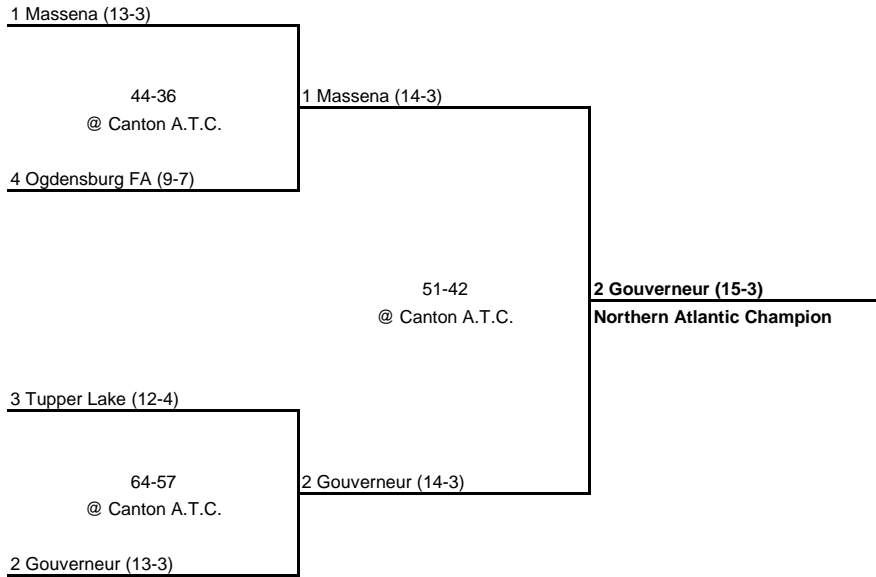 1 Massena (13-3)
44-36
@ Canton A.T.C.
1 Massena (14-3)
4 Ogdensburg FA (9-7)
51-42
@ Canton A.T.C.
2 Gouverneur (15-3)
Northern Atlantic Champion
3 Tupper Lake (12-4)
64-57
@ Canton A.T.C.
2 Gouverneur (14-3)
2 Gouverneur (13-3)